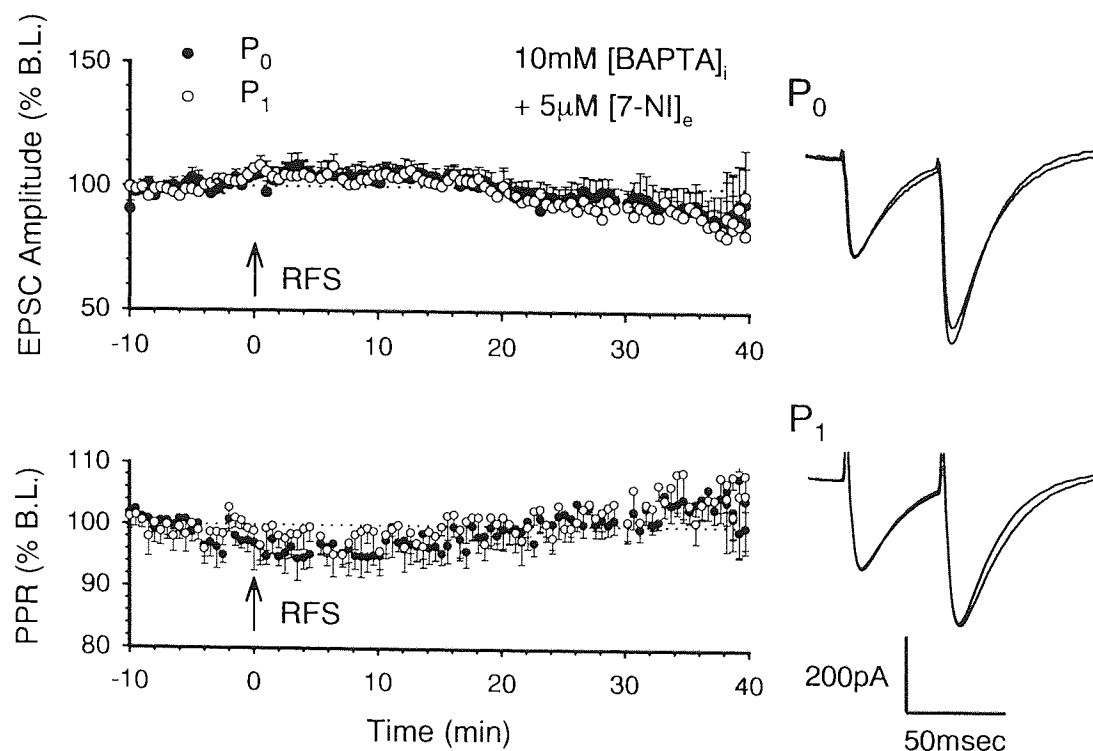 EPSC Amplitude (% B.L.)
150
100
50
P0
P1
10mM [BAPTA]i
+ 5μM [7-NI]e
RFS
-10 0 10 20 30 40
P0
PPR (% B.L.)
110
100
90
80
RFS
-10 0 10 20 30 40
Time (min)
P1
200pA
50msec